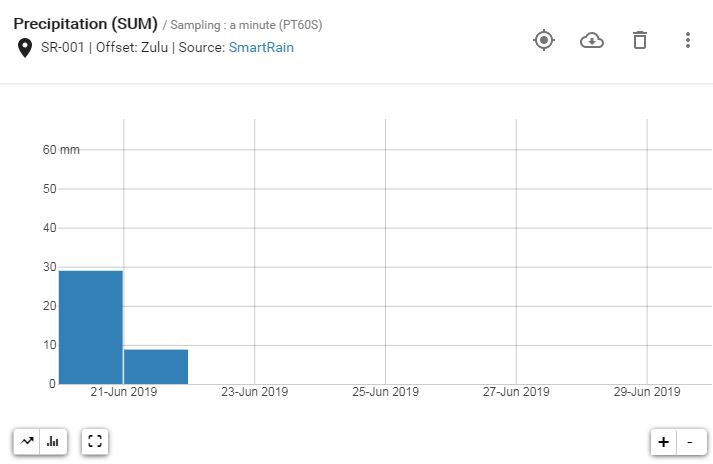 Precipitation (SUM) / Sampling : a minute (PT60S)
SR-001 | Offset: Zulu | Source: SmartRain
60 mm
50
40
30
20
10
0
21-Jun 2019 23-Jun 2019 25-Jun 2019 27-Jun 2019 29-Jun 2019
+ -